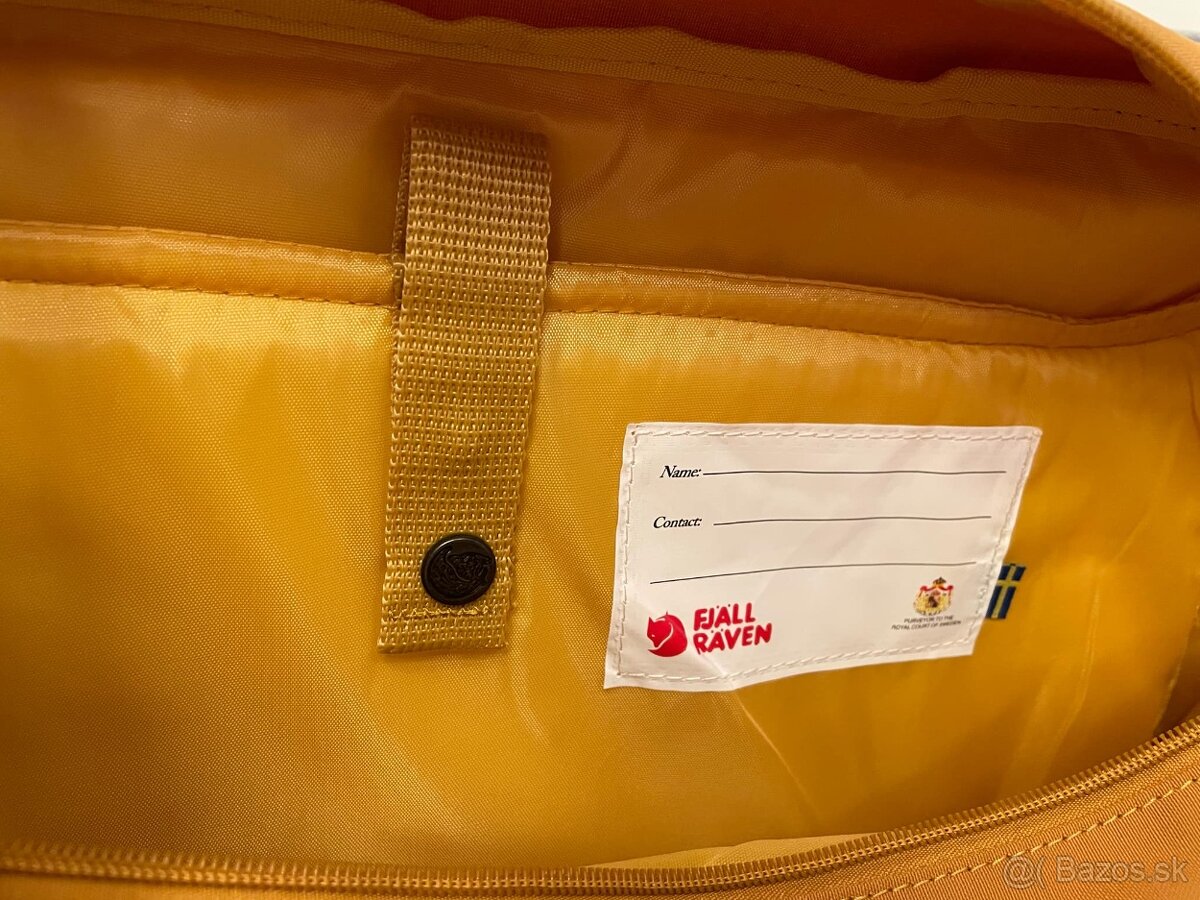 Name:
Contact:
FJÄLL
RÄVEN
PURVEYOR TO THE
ROYAL COURT OF SWEDEN
@( Bazos.sk